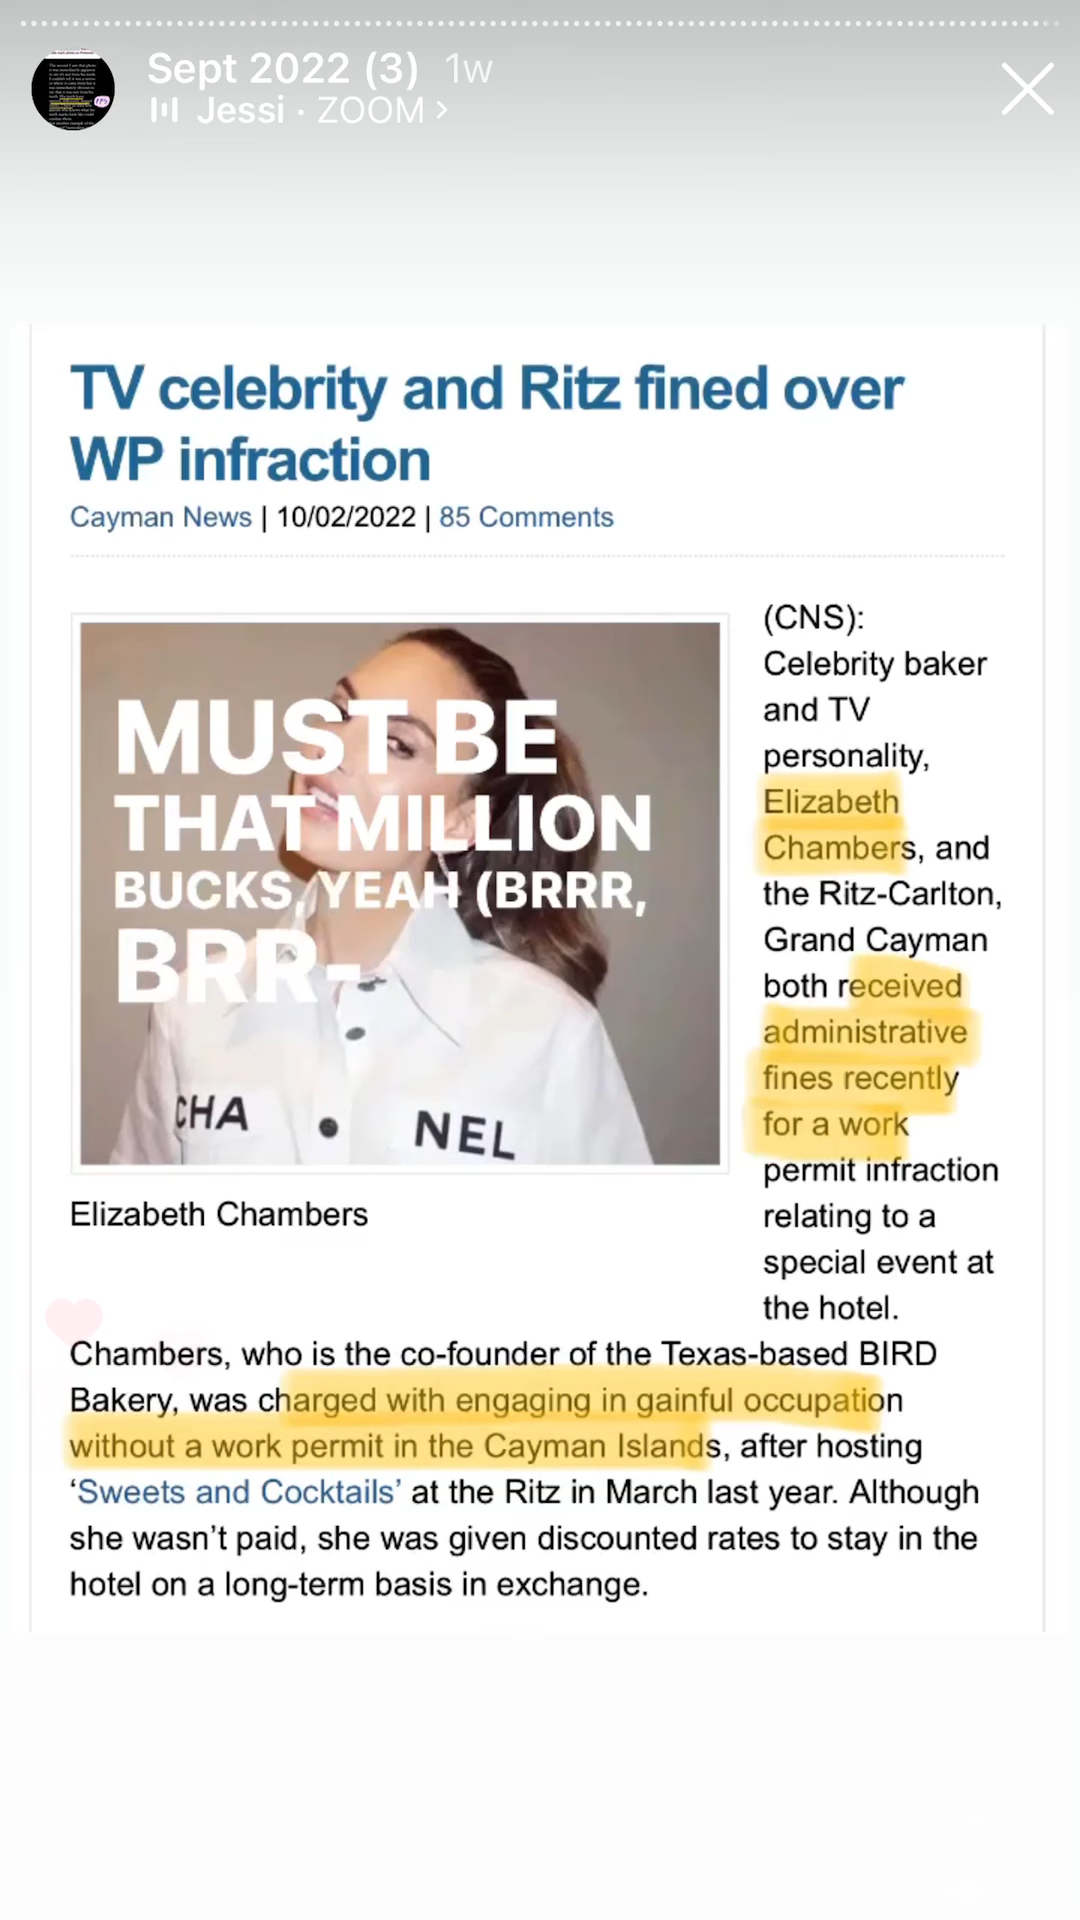 Sept 2022 (3) 1w
Jessi · ZOOM >
TV celebrity and Ritz fined over
WP infraction
Cayman News | 10/02/2022 | 85 Comments
MUST BE
THAT MILLION
BUCKS, YEAH (BRRR,
BRR-
CHA
NEL
Elizabeth Chambers
(CNS):
Celebrity baker
and TV
personality,
Elizabeth
Chambers, and
the Ritz-Carlton,
Grand Cayman
both received
administrative
fines recently
for a work
permit infraction
relating to a
special event at
the hotel.
Chambers, who is the co-founder of the Texas-based BIRD
Bakery, was charged with engaging in gainful occupation
without a work permit in the Cayman Islands, after hosting
‘Sweets and Cocktails’ at the Ritz in March last year. Although
she wasn’t paid, she was given discounted rates to stay in the
hotel on a long-term basis in exchange.